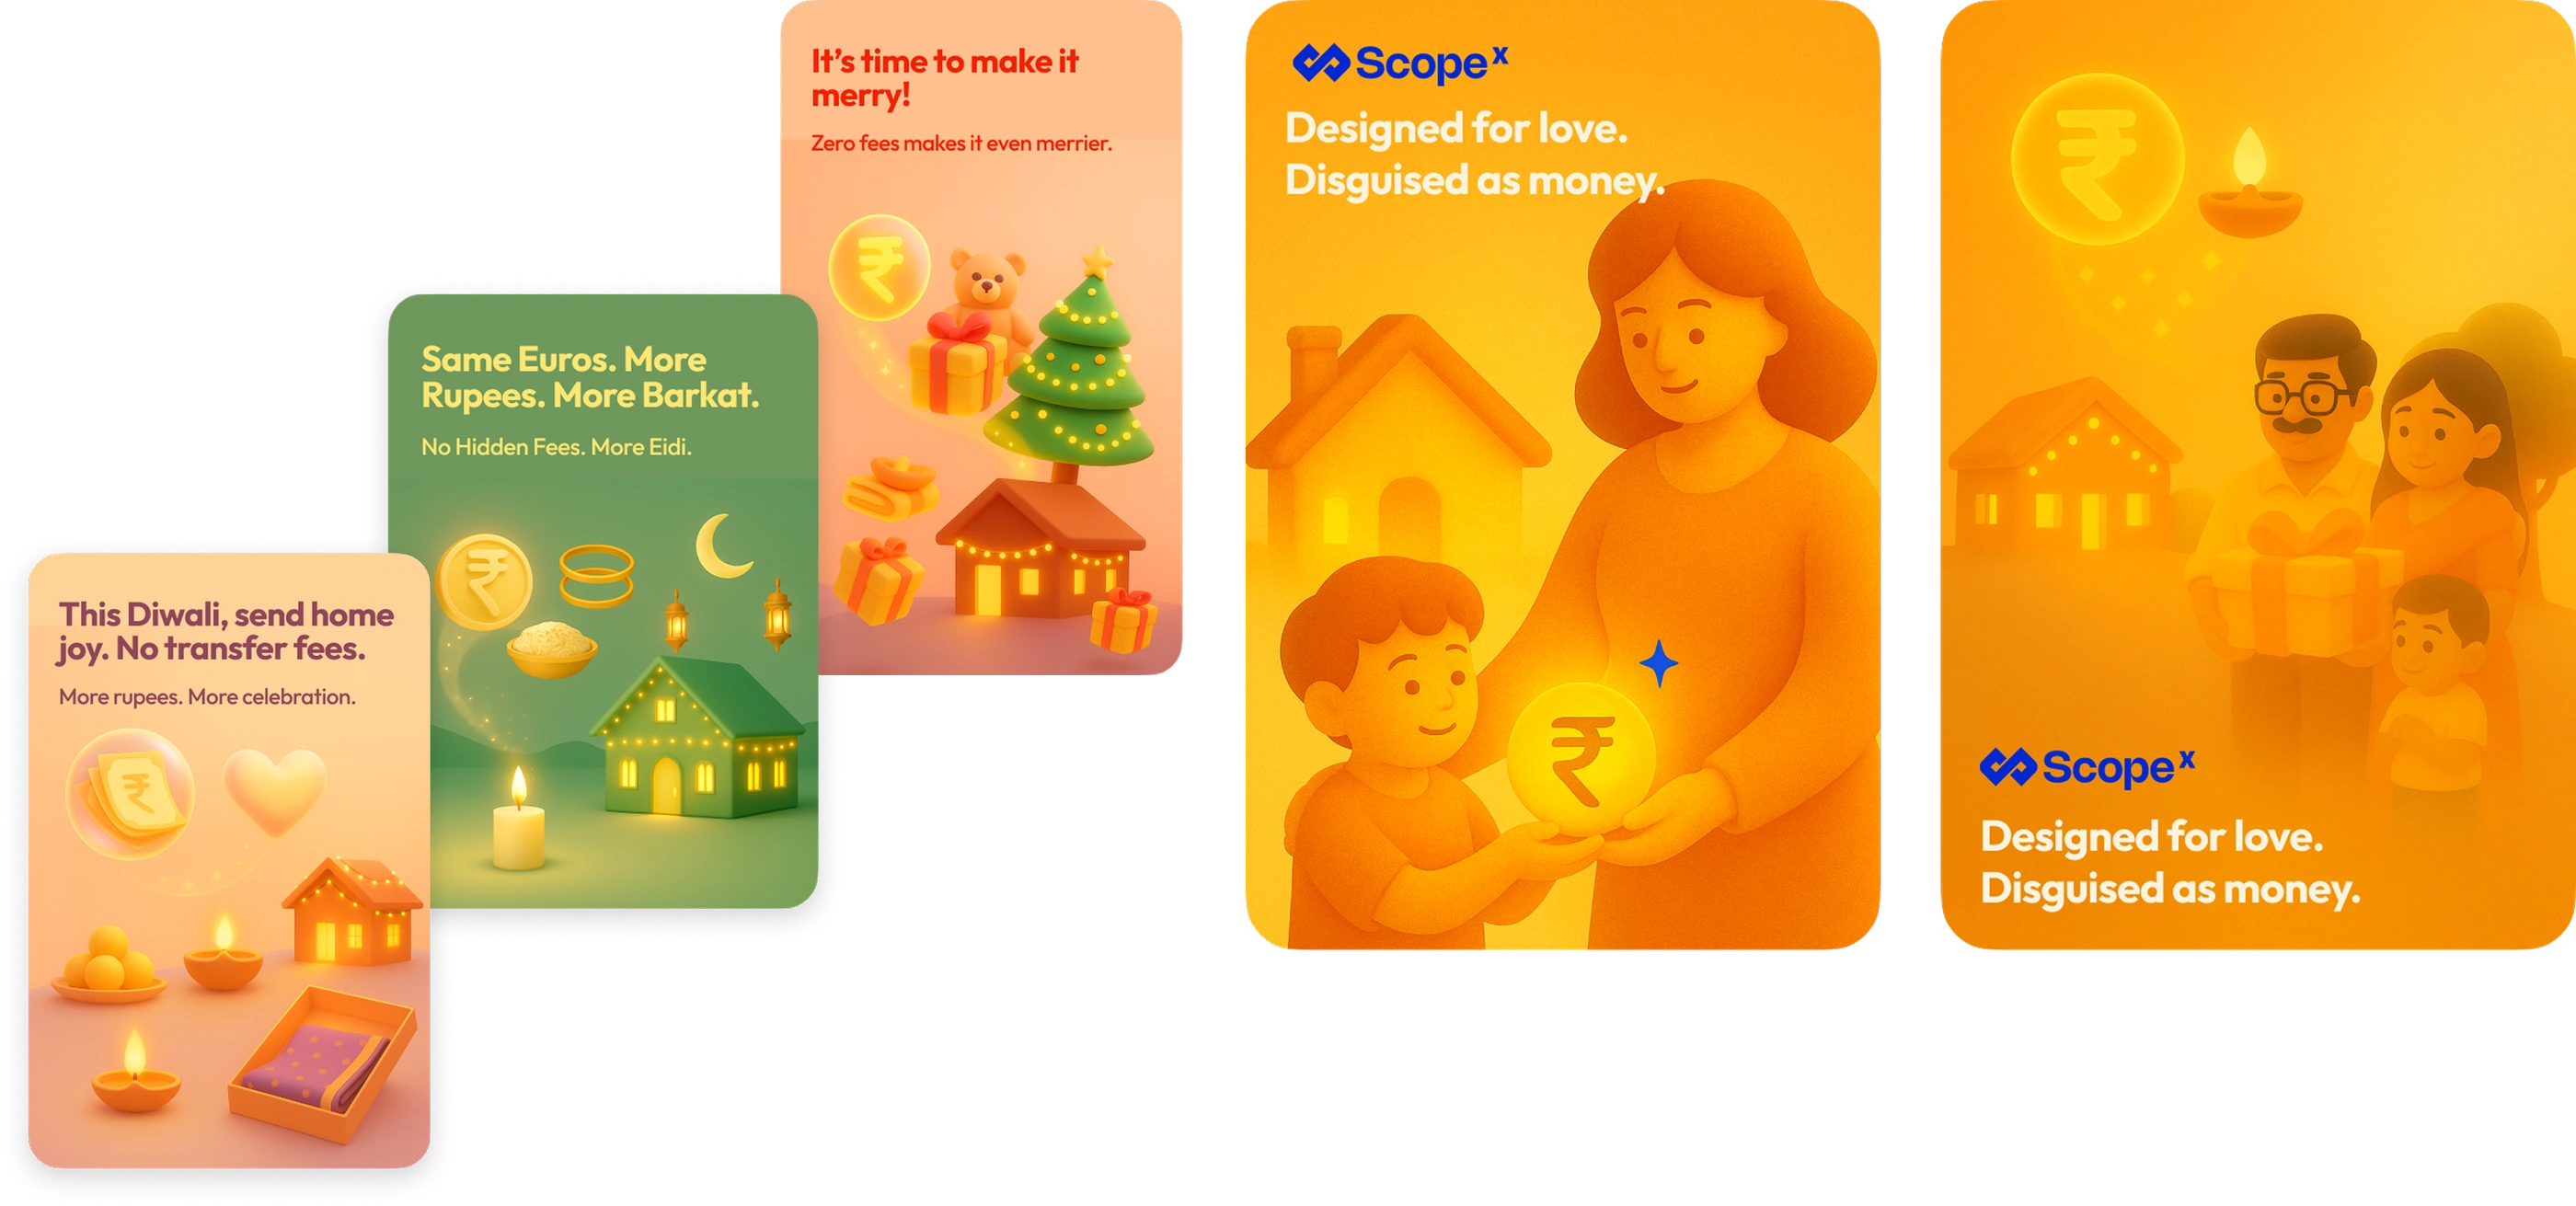 It's time to make it
merry!
Zero fees makes it even merrier.
Same Euros. More
Rupees. More Barkat.
No Hidden Fees. More Eidi.
This Diwali, send home
joy. No transfer fees.
More rupees. More celebration.
₹
₹
₹
Scopeˣ
Designed for love.
Disguised as money.
₹
₹
Scopeˣ
Designed for love.
Disguised as money.